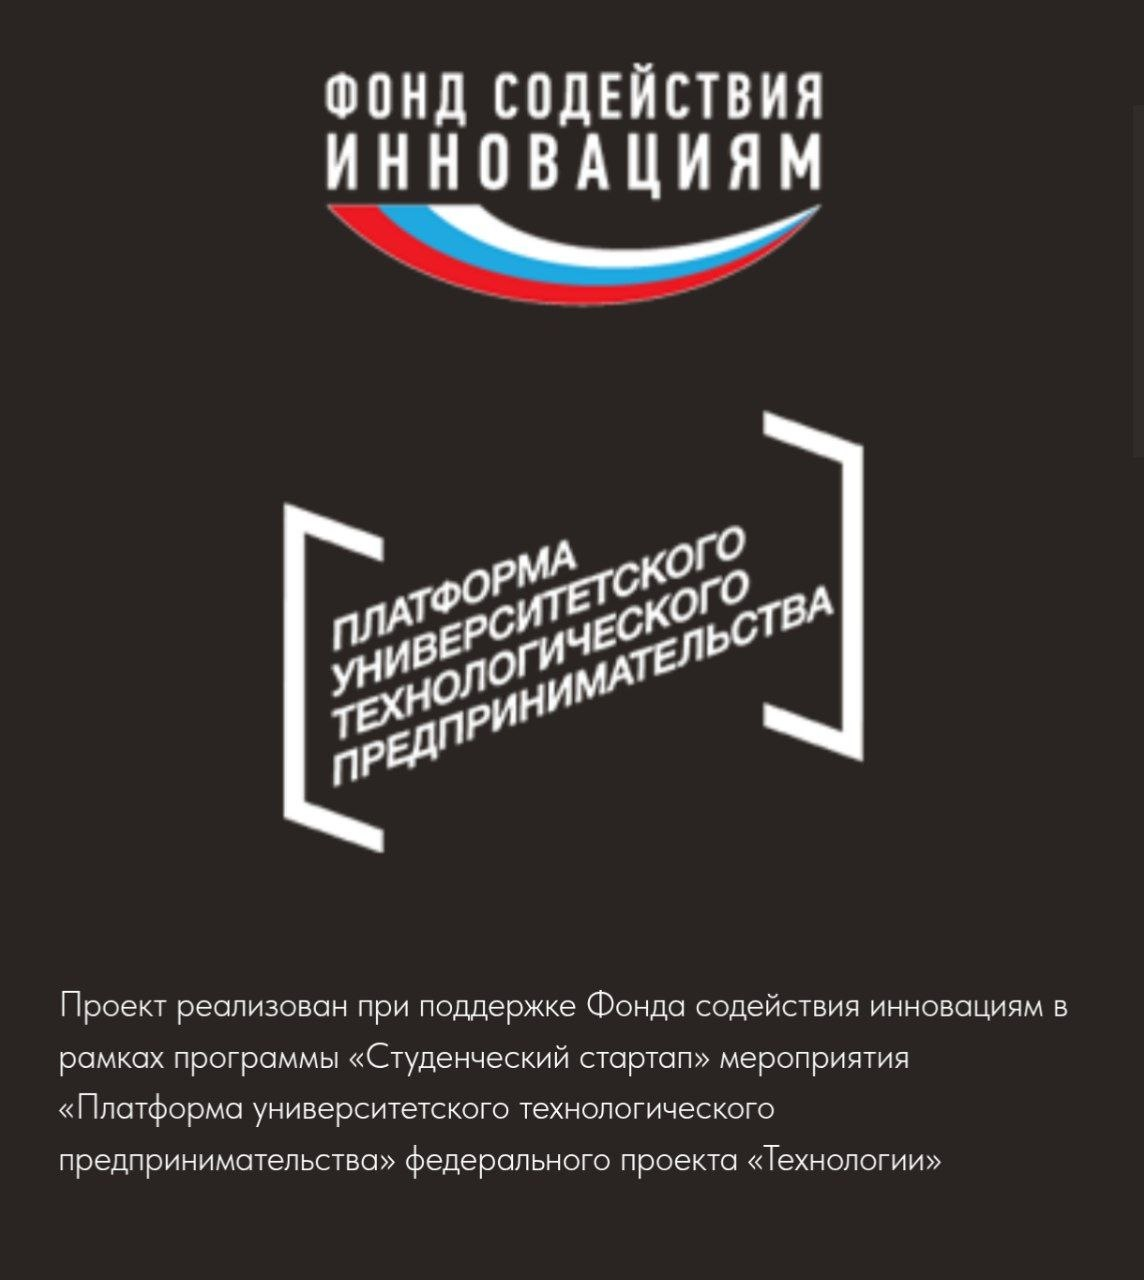 ФОНД СОДЕЙСТВИЯ
ИННОВАЦИЯМ
ПЛАТФОРМА
УНИВЕРСИТЕТСКОГО
ТЕХНОЛОГИЧЕСКОГО
ПРЕДПРИНИМАТЕЛЬСТВА
Проект реализован при поддержке Фонда содействия инновациям в
рамках программы «Студенческий стартап» мероприятия
«Платформа университетского технологического
предпринимательства» федерального проекта «Технологии»